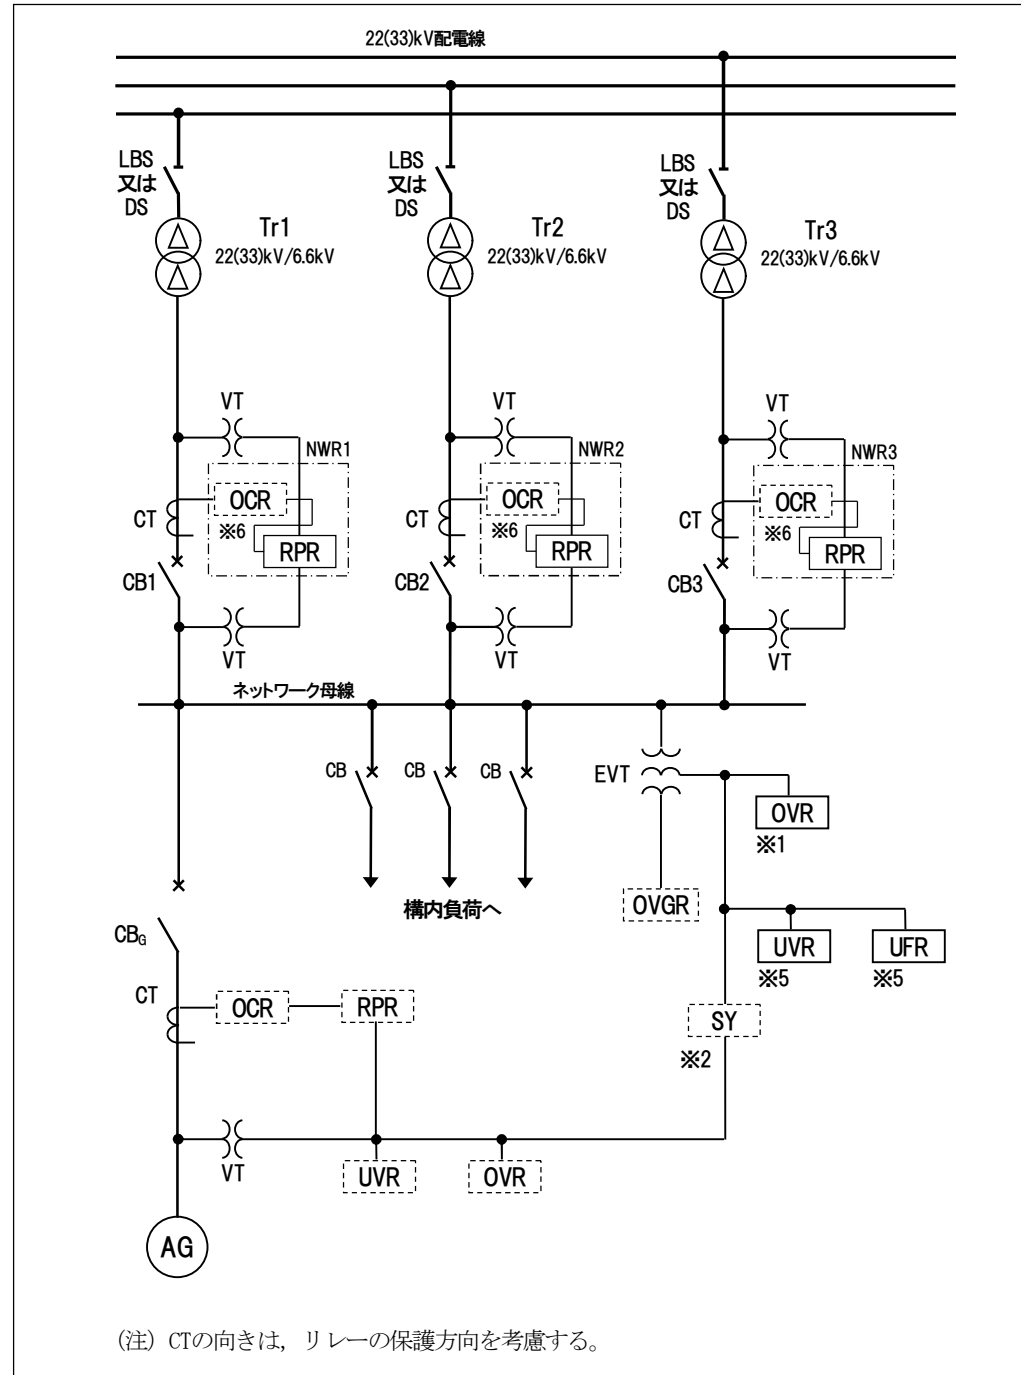 22(33)kV配電線
LBS
又は
DS
LBS
又は
DS
LBS
又は
DS
Tr1
22(33)kV/6.6kV
Tr2
22(33)kV/6.6kV
Tr3
22(33)kV/6.6kV
VT
VT
VT
NWR1
NWR2
NWR3
OCR
OCR
OCR
CT
※6
CT
※6
CT
※6
RPR
RPR
RPR
CB1
CB2
CB3
VT
VT
VT
ネットワーク母線
CB
CB
CB
EVT
OVR
※1
構内負荷へ
OVGR
CBG
UVR
UFR
※5
※5
CT
OCR
RPR
SY
※2
VT
UVR
OVR
AG
(注) CTの向きは，リレーの保護方向を考慮する。